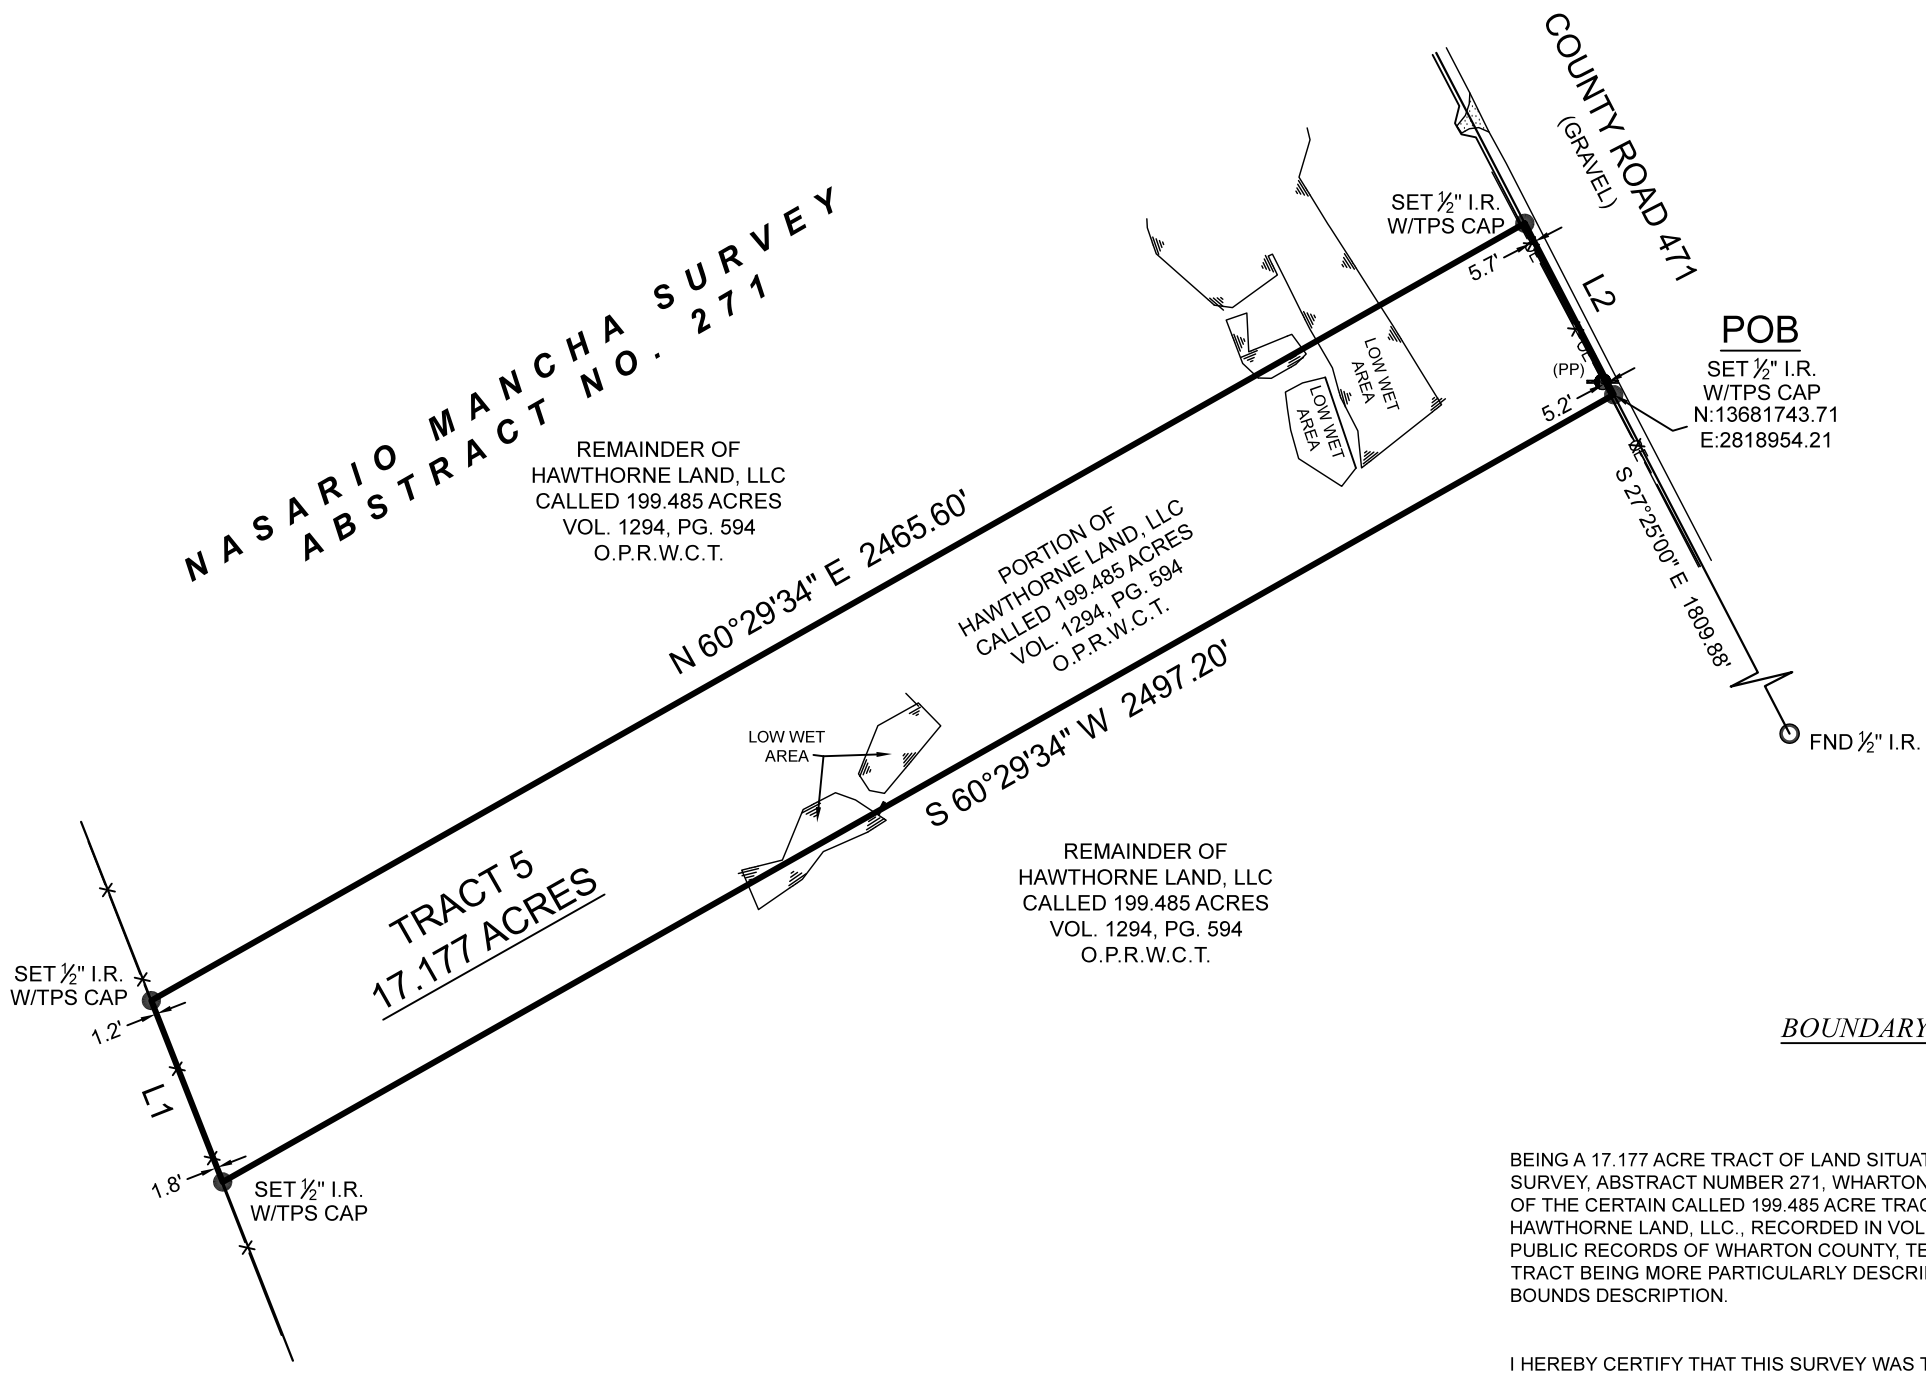 COUNTY ROAD 471
(GRAVEL)
NASARIO MANCHA SURVEY
ABSTRACT NO. 271
SET ½" I.R.
W/TPS CAP
5.7'
L2
POB
SET ½" I.R.
W/TPS CAP
N:13681743.71
E:2818954.21
(PP)
5.2'
LOW WET
AREA
LOW WET
AREA
S 27°25'00" E 1809.88'
FND ½" I.R.
REMAINDER OF
HAWTHORNE LAND, LLC
CALLED 199.485 ACRES
VOL. 1294, PG. 594
O.P.R.W.C.T.
N 60°29'34" E 2465.60'
PORTION OF
HAWTHORNE LAND, LLC
CALLED 199.485 ACRES
VOL. 1294, PG. 594
O.P.R.W.C.T.
S 60°29'34" W 2497.20'
LOW WET
AREA
REMAINDER OF
HAWTHORNE LAND, LLC
CALLED 199.485 ACRES
VOL. 1294, PG. 594
O.P.R.W.C.T.
TRACT 5
17.177 ACRES
SET ½" I.R.
W/TPS CAP
1.2'
L1
1.8'
SET ½" I.R.
W/TPS CAP
BOUNDARY
BEING A 17.177 ACRE TRACT OF LAND SITUAT
SURVEY, ABSTRACT NUMBER 271, WHARTON
OF THE CERTAIN CALLED 199.485 ACRE TRAC
HAWTHORNE LAND, LLC., RECORDED IN VOL
PUBLIC RECORDS OF WHARTON COUNTY, TE
TRACT BEING MORE PARTICULARLY DESCRI
BOUNDS DESCRIPTION.
I HEREBY CERTIFY THAT THIS SURVEY WAS T